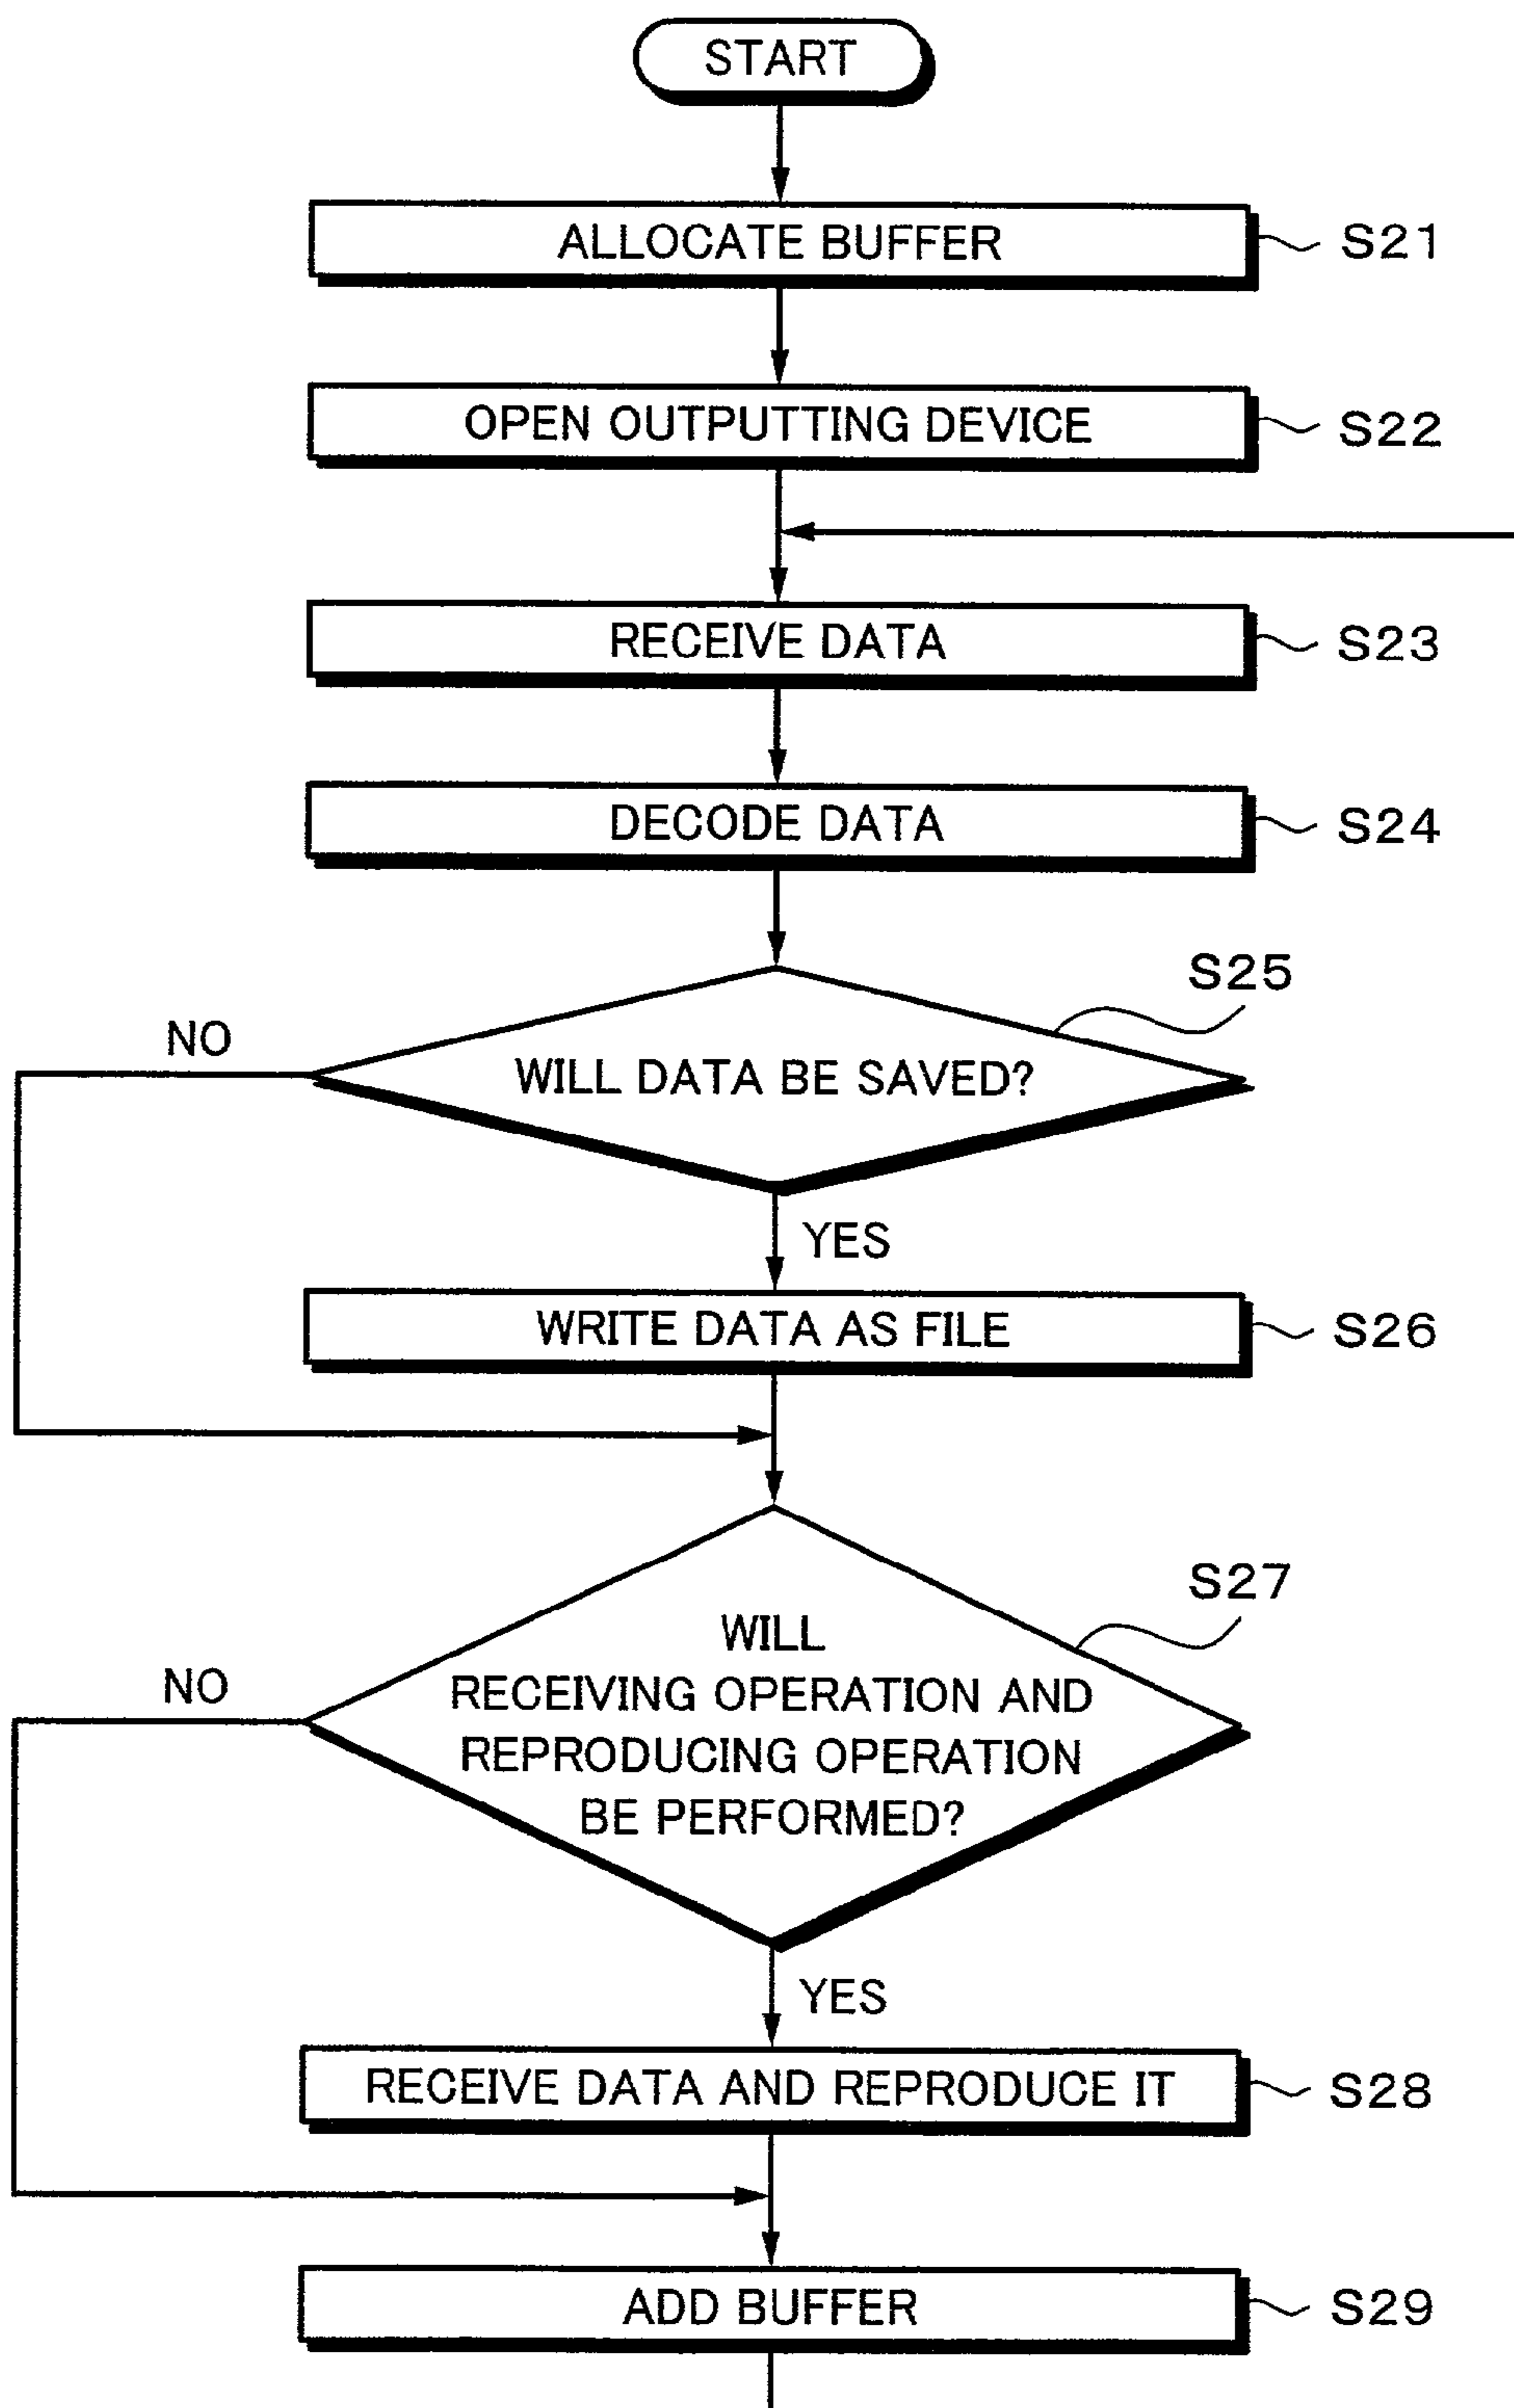 START
ALLOCATE BUFFER
S21
OPEN OUTPUTTING DEVICE
S22
RECEIVE DATA
S23
DECODE DATA
S24
S25
NO
WILL DATA BE SAVED?
YES
WRITE DATA AS FILE
S26
S27
WILL
NO
RECEIVING OPERATION AND
REPRODUCING OPERATION
BE PERFORMED?
YES
RECEIVE DATA AND REPRODUCE IT
S28
ADD BUFFER
S29